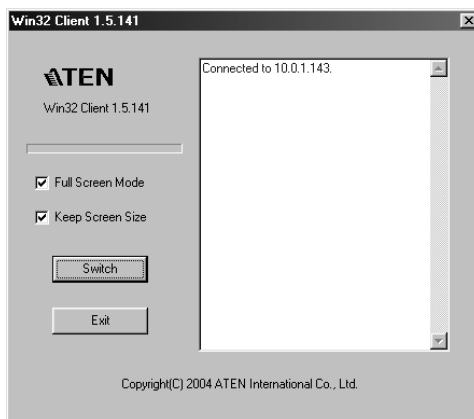 Win32 Client 1.5.141
ATEN
Win32 Client 1.5.141
Full Screen Mode
Keep Screen Size
Switch
Exit
Connected to 10.0.1.143.
Copyright(C) 2004 ATEN International Co., Ltd.